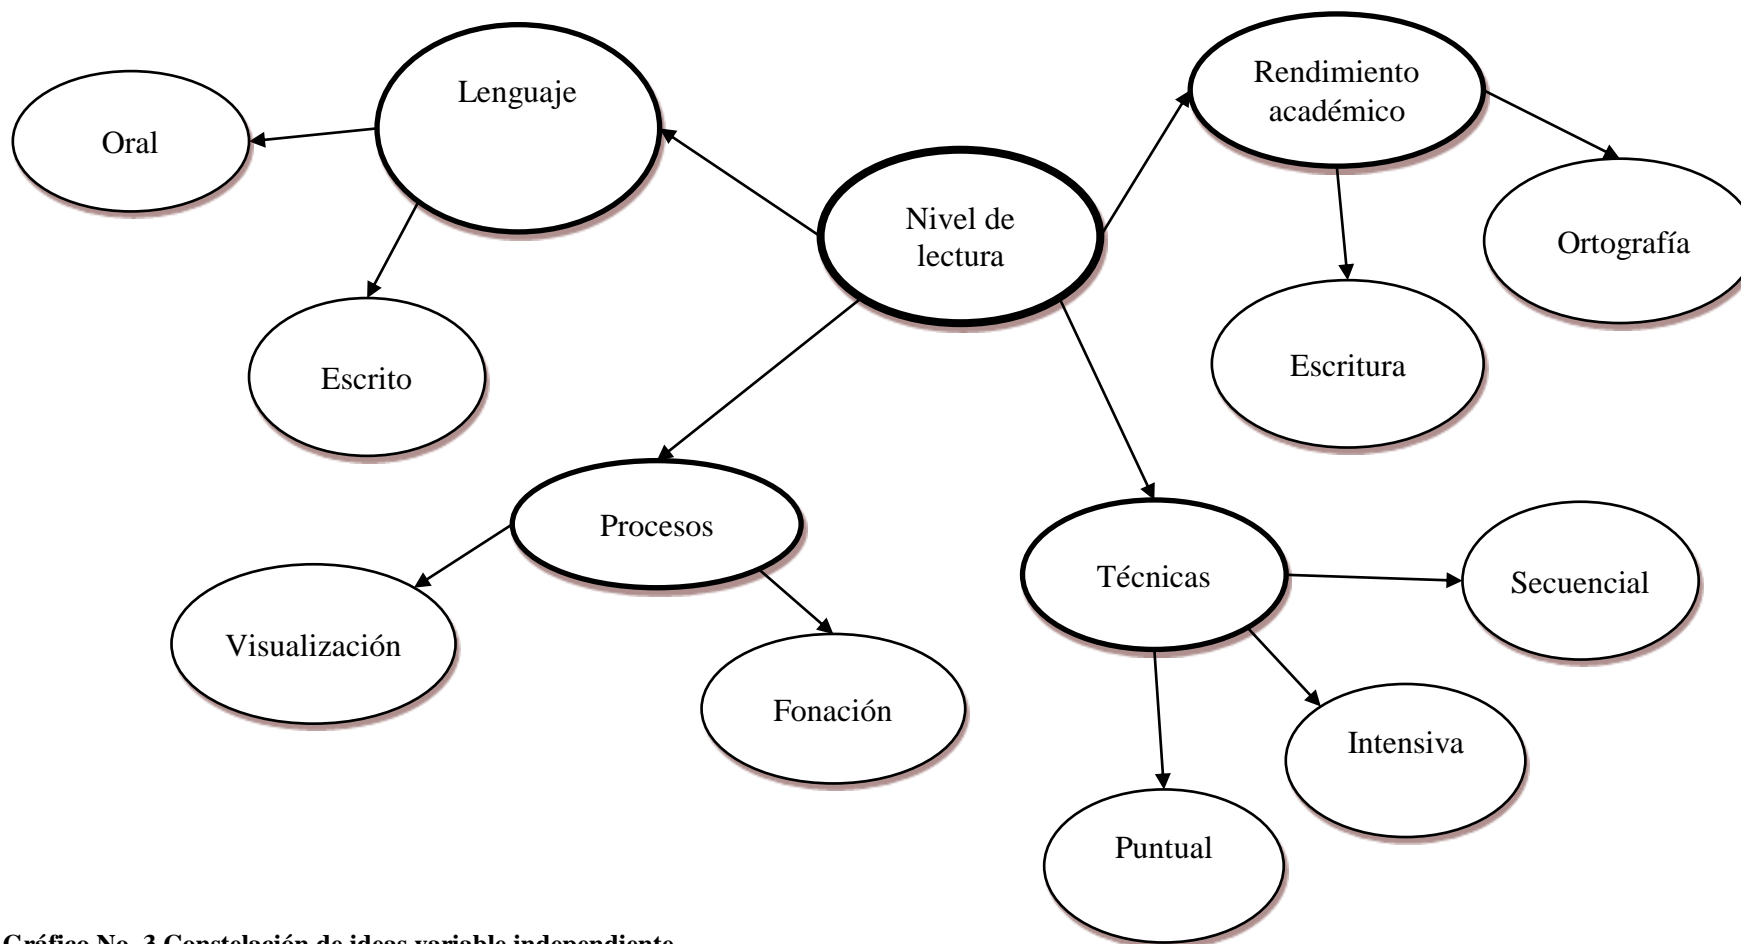 Lenguaje
Rendimiento
académico
Oral
Nivel de
lectura
Ortografía
Escrito
Escritura
Procesos
Técnicas
Secuencial
Visualización
Fonación
Intensiva
Puntual
Gráfico No. 3 Constelación de ideas variable independiente